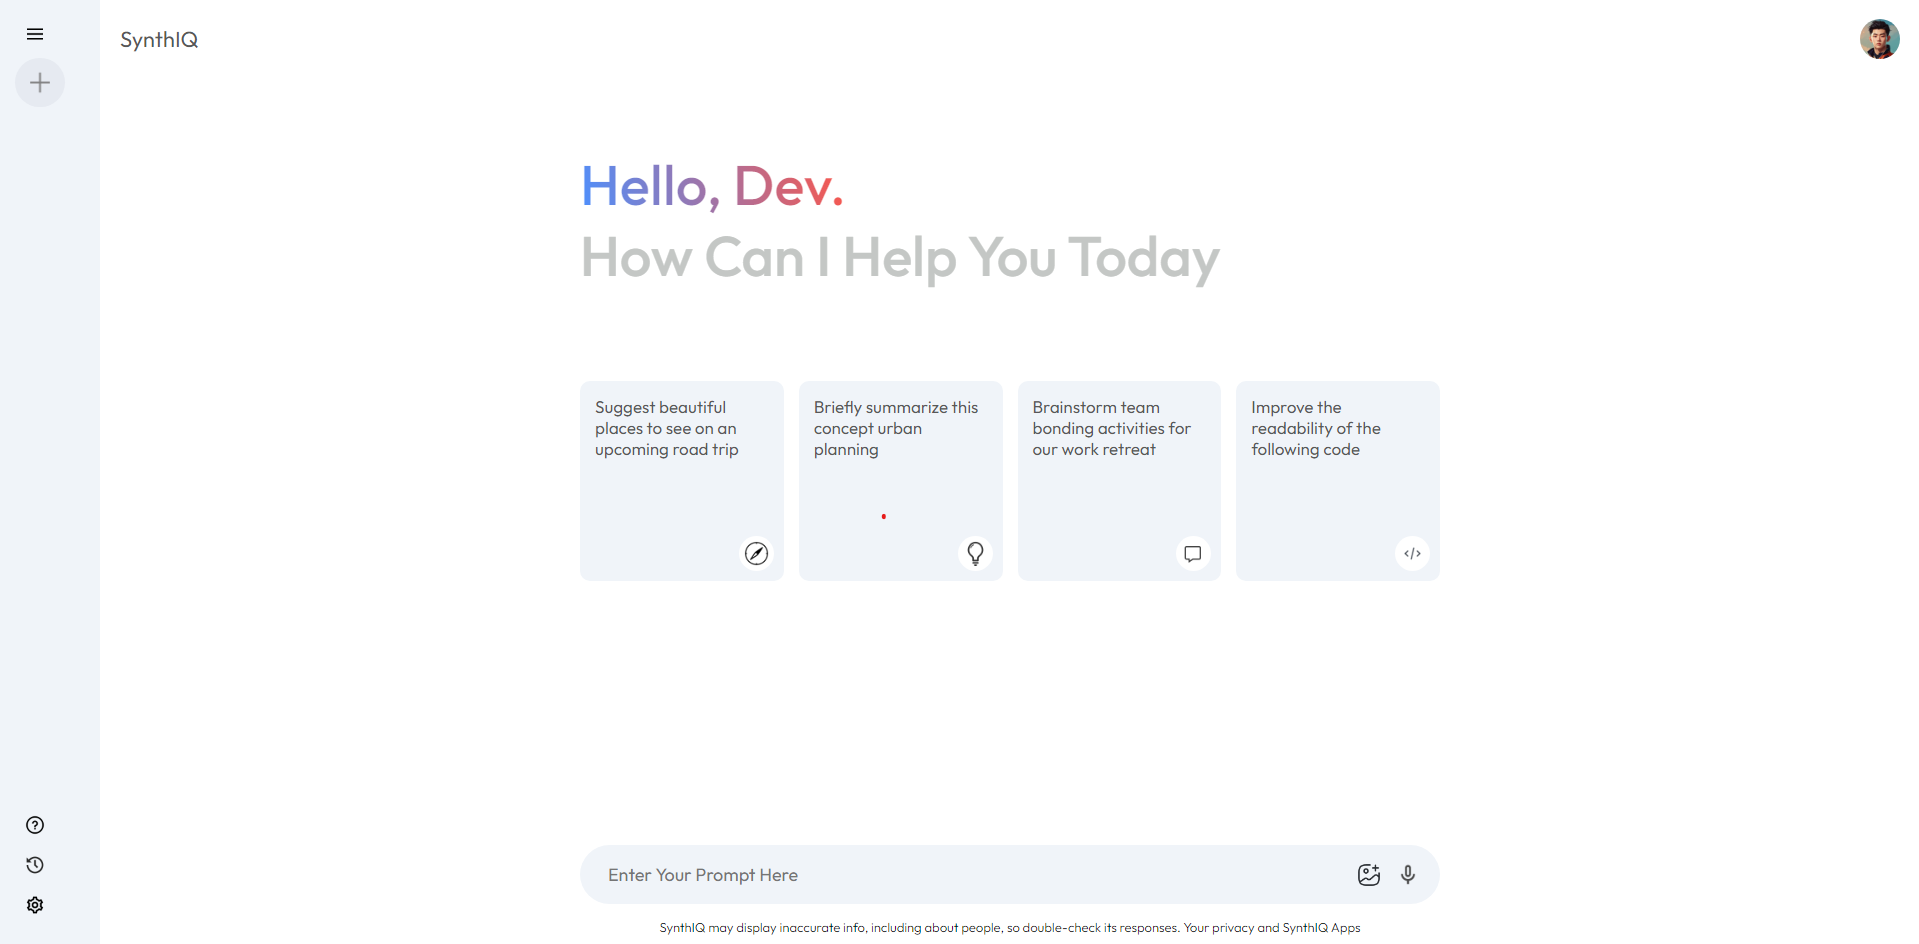 SynthIQ
Hello, Dev.
How Can I Help You Today
Suggest beautiful
places to see on an
upcoming road trip
Briefly summarize this
concept urban
planning
Brainstorm team
bonding activities for
our work retreat
Improve the
readability of the
following code
Enter Your Prompt Here
SynthIQ may display inaccurate info, including about people, so double-check its responses. Your privacy and SynthIQ Apps